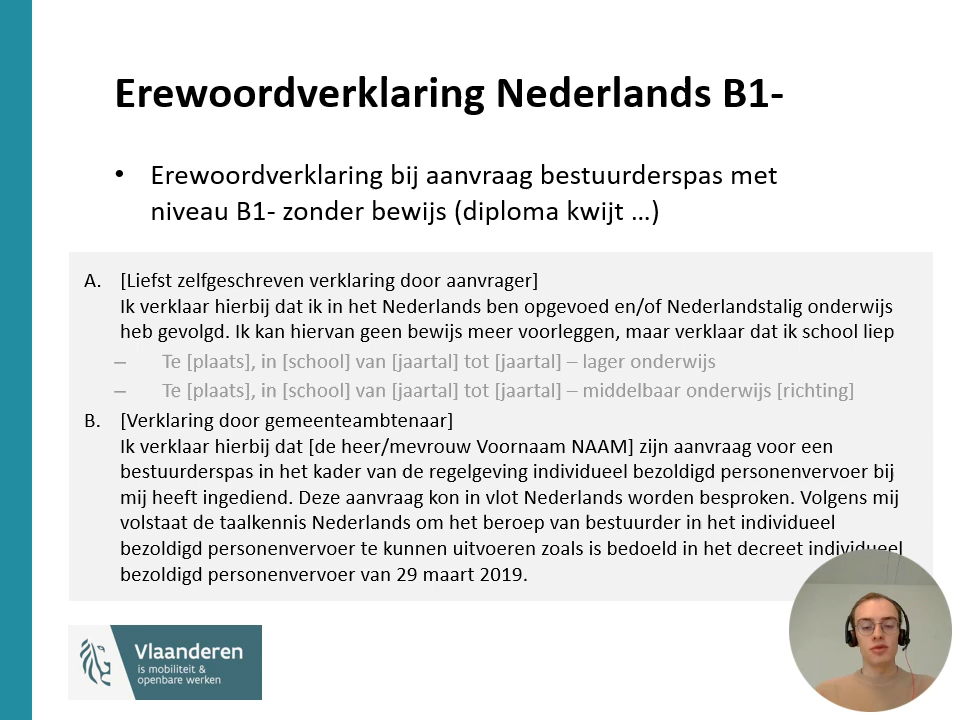 Erewoordverklaring Nederlands B1-
• Erewoordverklaring bij aanvraag bestuurderspas met
niveau B1- zonder bewijs (diploma kwijt …)
A. [Liefst zelfgeschreven verklaring door aanvrager]
Ik verklaar hierbij dat ik in het Nederlands ben opgevoed en/of Nederlandstalig onderwijs
heb gevolgd. Ik kan hiervan geen bewijs meer voorleggen, maar verklaar dat ik school liep
– Te [plaats], in [school] van [jaartal] tot [jaartal] – lager onderwijs
– Te [plaats], in [school] van [jaartal] tot [jaartal] – middelbaar onderwijs [richting]
B. [Verklaring door gemeenteambtenaar]
Ik verklaar hierbij dat [de heer/mevrouw Voornaam NAAM] zijn aanvraag voor een
bestuurderspas in het kader van de regelgeving individueel bezoldigd personenvervoer bij
mij heeft ingediend. Deze aanvraag kon in vlot Nederlands worden besproken. Volgens mij
volstaat de taalkennis Nederlands om het beroep van bestuurder in het individueel
bezoldigd personenvervoer te kunnen uitvoeren zoals is bedoeld in het decreet individueel
bezoldigd personenvervoer van 29 maart 2019.
Vlaanderen
is mobiliteit &
openbare werken